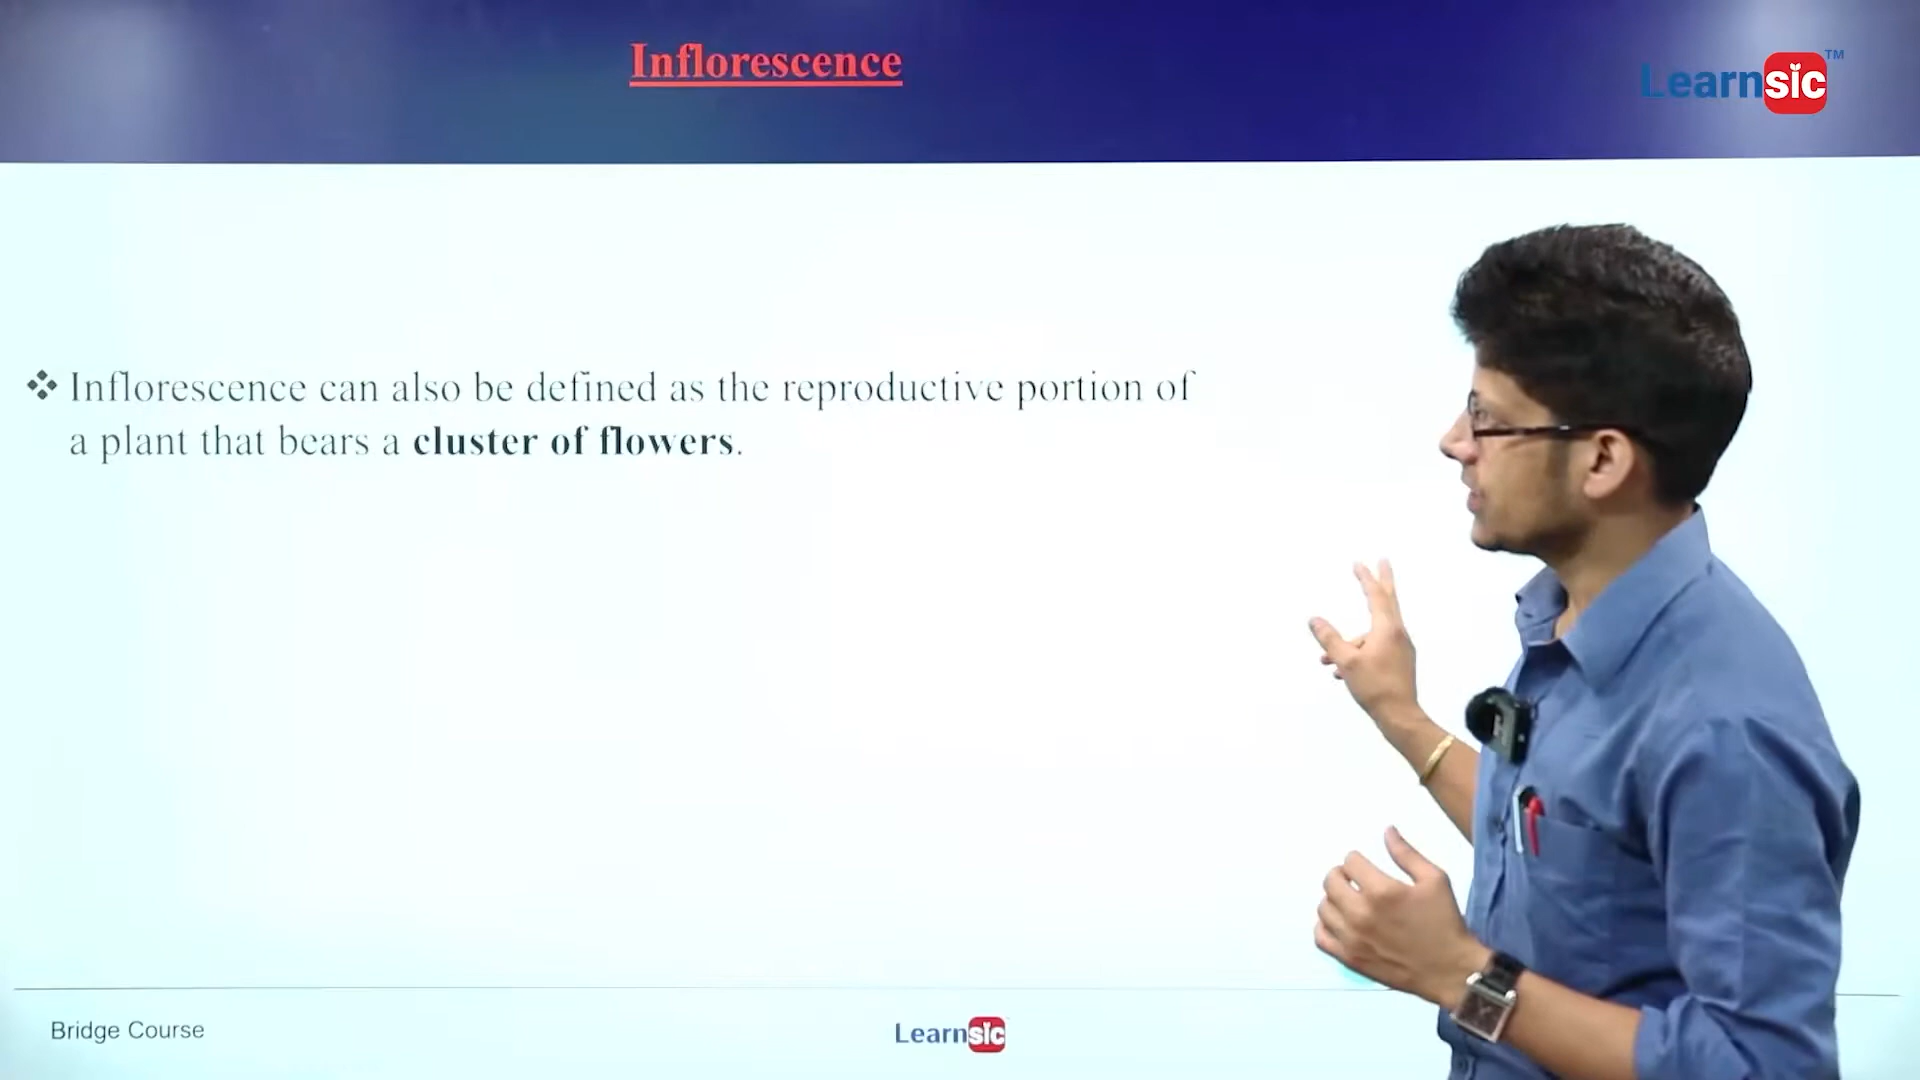 Inflorescence
Learnsic™
❖ Inflorescence can also be defined as the reproductive portion of
a plant that bears a cluster of flowers.
Bridge Course
Learnsic